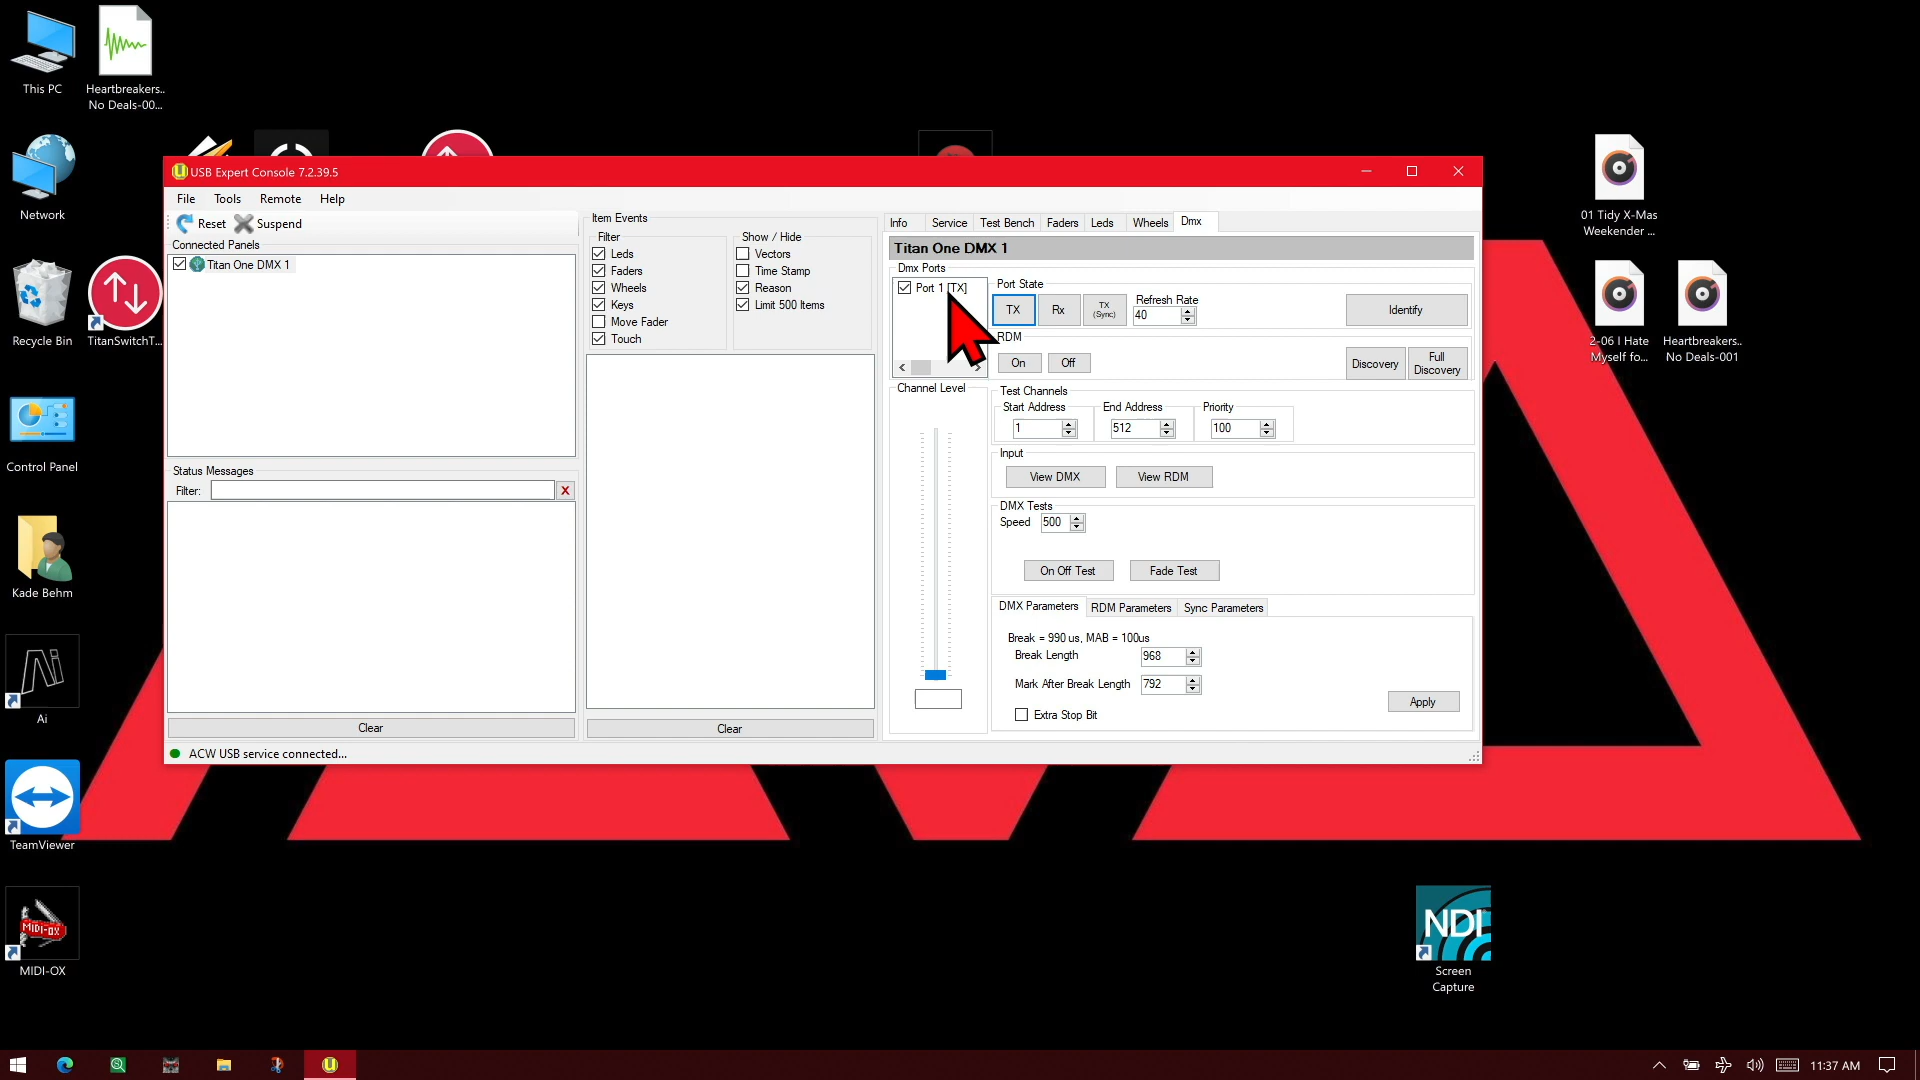 This PC
Heartbreakers..
No Deals-00...
Network
Recycle Bin
TitanSwitchT...
Control Panel
Kade Behm
Ai
TeamViewer
MIDI-OX
MIDI-OX
USB Expert Console 7.2.39.5
File
Tools
Remote
Help
Reset
Suspend
Connected Panels
Titan One DMX 1
Status Messages
Filter:
X
Clear
ACW USB service connected...
Item Events
Filter
Leds
Faders
Wheels
Keys
Move Fader
Touch
Show / Hide
Vectors
Time Stamp
Reason
Limit 500 Items
Clear
Info
Service
Test Bench
Faders
Leds
Wheels
Dmx
Titan One DMX 1
Dmx Ports
Port 1 [TX]
Port State
TX
Rx
TX
(Sync)
Refresh Rate
40
Identify
RDM
On
Off
Discovery
Full
Discovery
Channel Level
Test Channels
Start Address
1
End Address
512
Priority
100
Input
View DMX
View RDM
DMX Tests
Speed
500
On Off Test
Fade Test
DMX Parameters
RDM Parameters
Sync Parameters
Break = 990 us, MAB = 100us
Break Length
968
Mark After Break Length
792
Extra Stop Bit
Apply
01 Tidy X-Mas
Weekender ...
2-06 I Hate
Myself fo...
Heartbreakers..
No Deals-001
NDI
Screen
Capture
11:37 AM